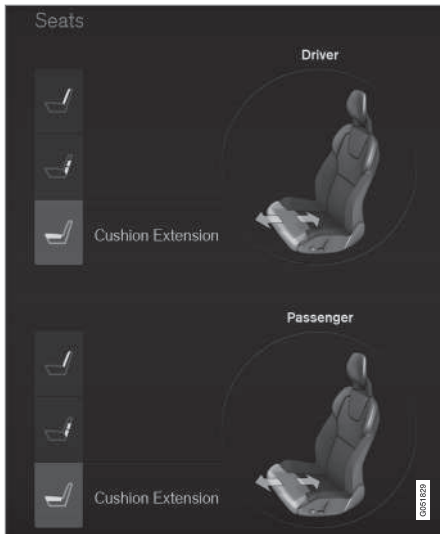 Seats
Driver
Cushion Extension
Passenger
Cushion Extension
G051829